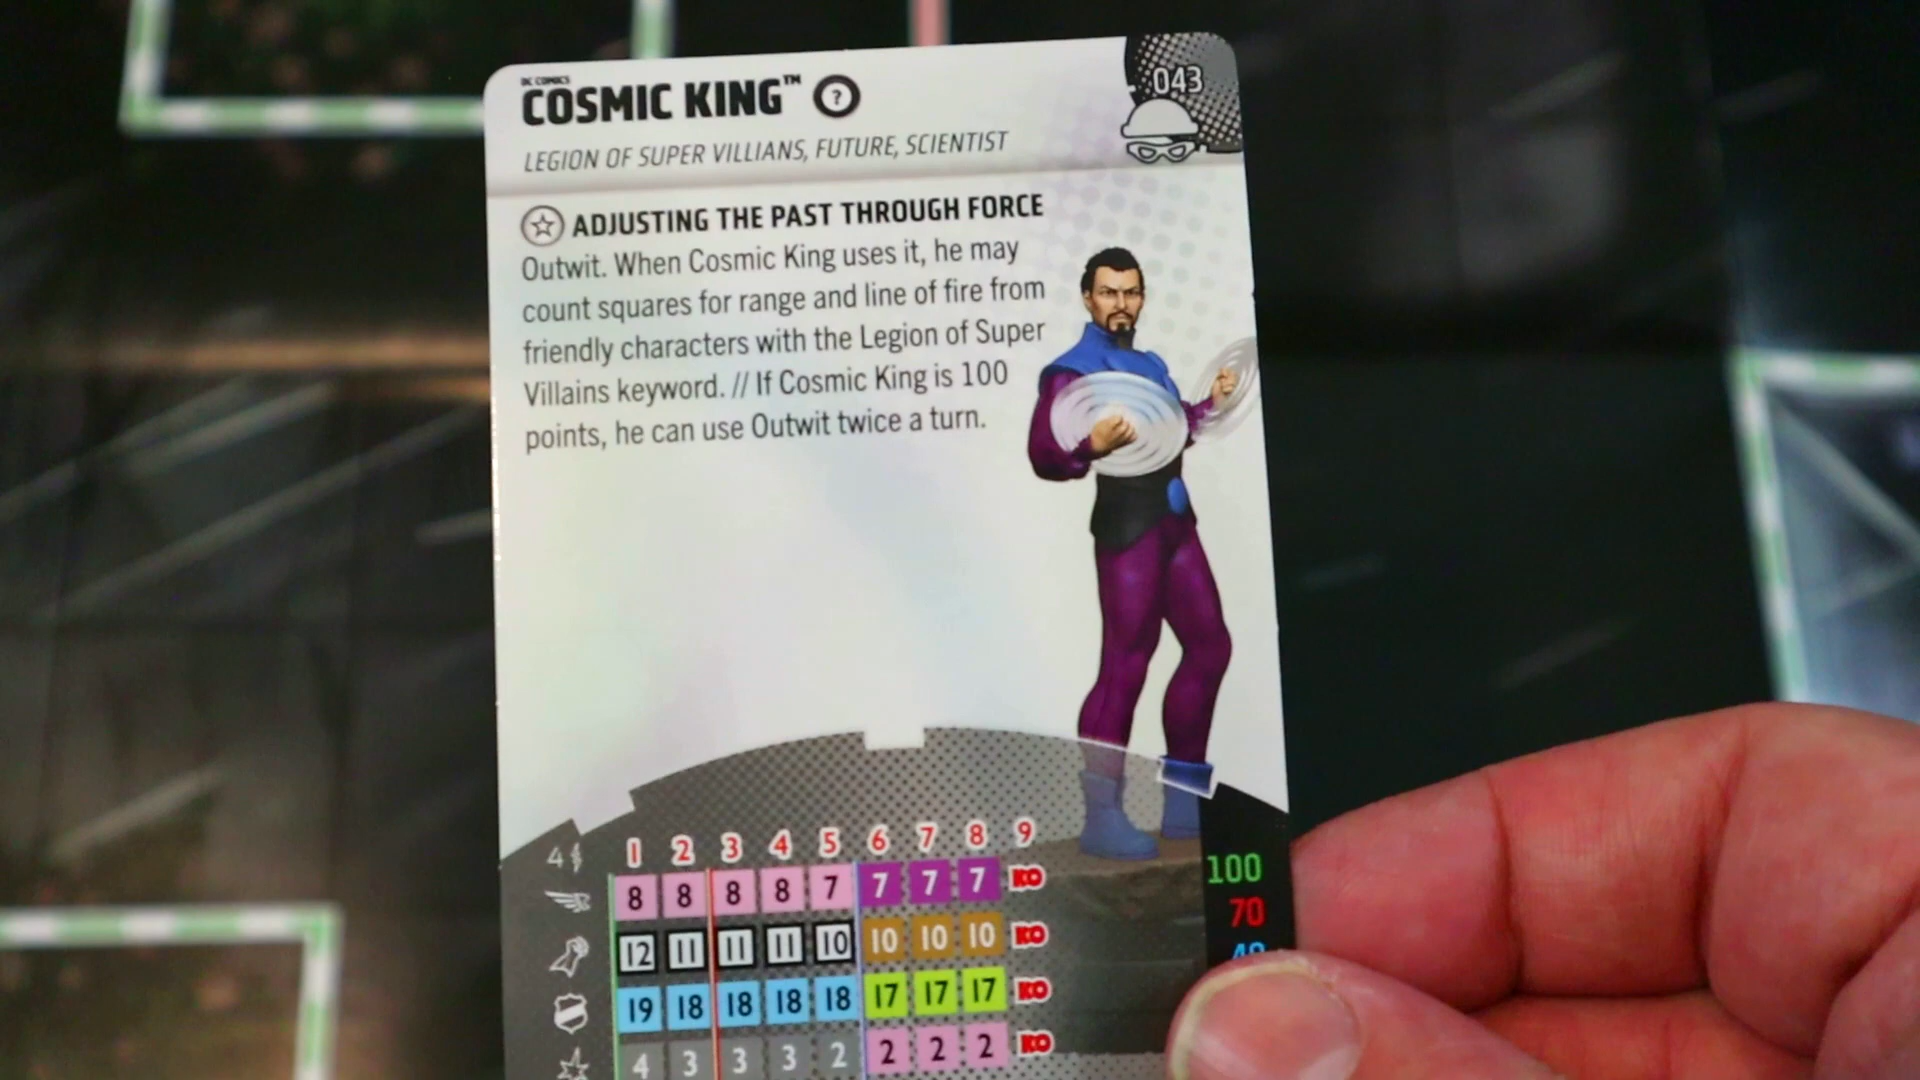 DC COMICS
COSMIC KING™ ?
043
LEGION OF SUPER VILLIANS, FUTURE, SCIENTIST
ADJUSTING THE PAST THROUGH FORCE
Outwit. When Cosmic King uses it, he may
count squares for range and line of fire from
friendly characters with the Legion of Super
Villains keyword. // If Cosmic King is 100
points, he can use Outwit twice a turn.
4 1 2 3 4 5 6 7 8 9
8 8 8 8 7 7 7 7 KO
12 11 11 11 10 10 10 10 KO
19 18 18 18 18 17 17 17 KO
4 3 3 3 2 2 2 2 KO
100
70